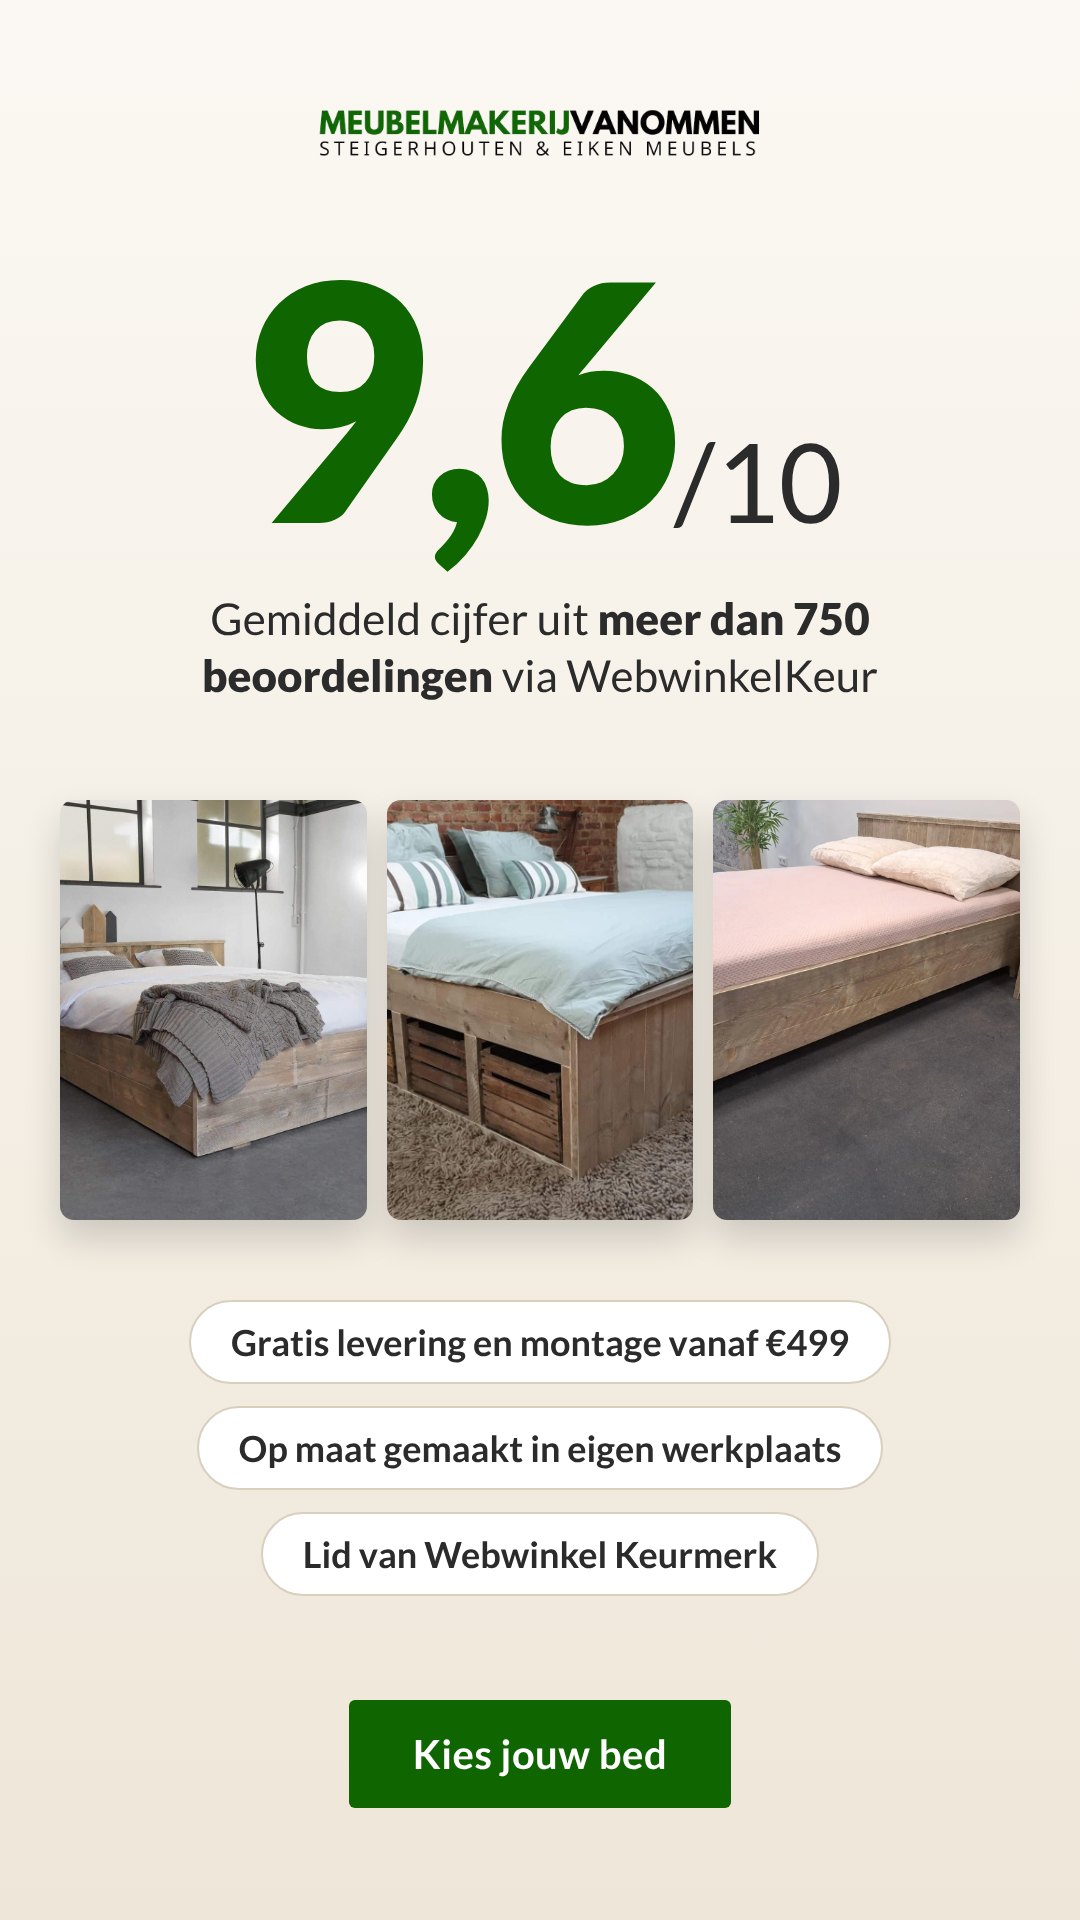 MEUBELMAKERIJVANOMMEN
STEIGERHOUTEN & EIKEN MEUBELS
9,6/10
Gemiddeld cijfer uit meer dan 750
beoordelingen via WebwinkelKeur
Gratis levering en montage vanaf €499
Op maat gemaakt in eigen werkplaats
Lid van Webwinkel Keurmerk
Kies jouw bed